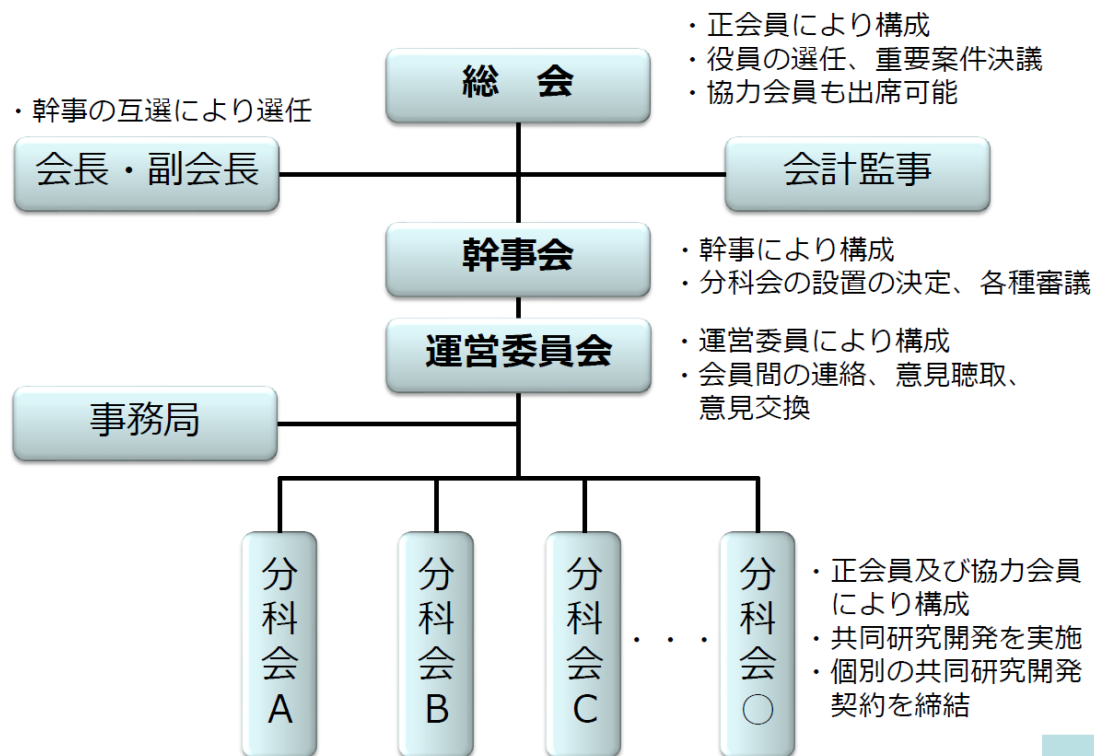 ・正会員により構成
・役員の選任、重要案件決議
・協力会員も出席可能
総　会
・幹事の互選により選任
会長・副会長
会計監事
幹事会
・幹事により構成
・分科会の設置の決定、各種審議
運営委員会
・運営委員により構成
・会員間の連絡、意見聴取、
意見交換
事務局
分科会A
分科会B
分科会C
・・・
分科会○
・正会員及び協力会員
により構成
・共同研究開発を実施
・個別の共同研究開発
契約を締結